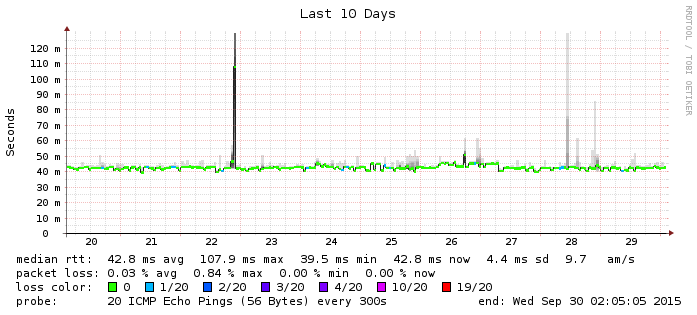 Last 10 Days
RRDTOOL / TOBI OETIKER
Seconds
120 m
110 m
100 m
90 m
80 m
70 m
60 m
50 m
40 m
30 m
20 m
10 m
0
20 21 22 23 24 25 26 27 28 29
median rtt: 42.8 ms avg 107.9 ms max 39.5 ms min 42.8 ms now 4.4 ms sd 9.7 am/s
packet loss: 0.03 % avg 0.84 % max 0.00 % min 0.00 % now
loss color: 0 1/20 2/20 3/20 4/20 10/20 19/20
probe: 20 ICMP Echo Pings (56 Bytes) every 300s end: Wed Sep 30 02:05:05 2015